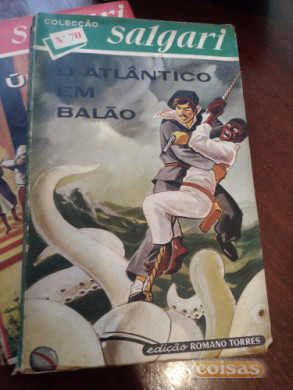 COLECÇÃO
Nº 70
Salgari
O ATLÂNTICO
EM
BALÃO
edição ROMANO TORRES
coisas